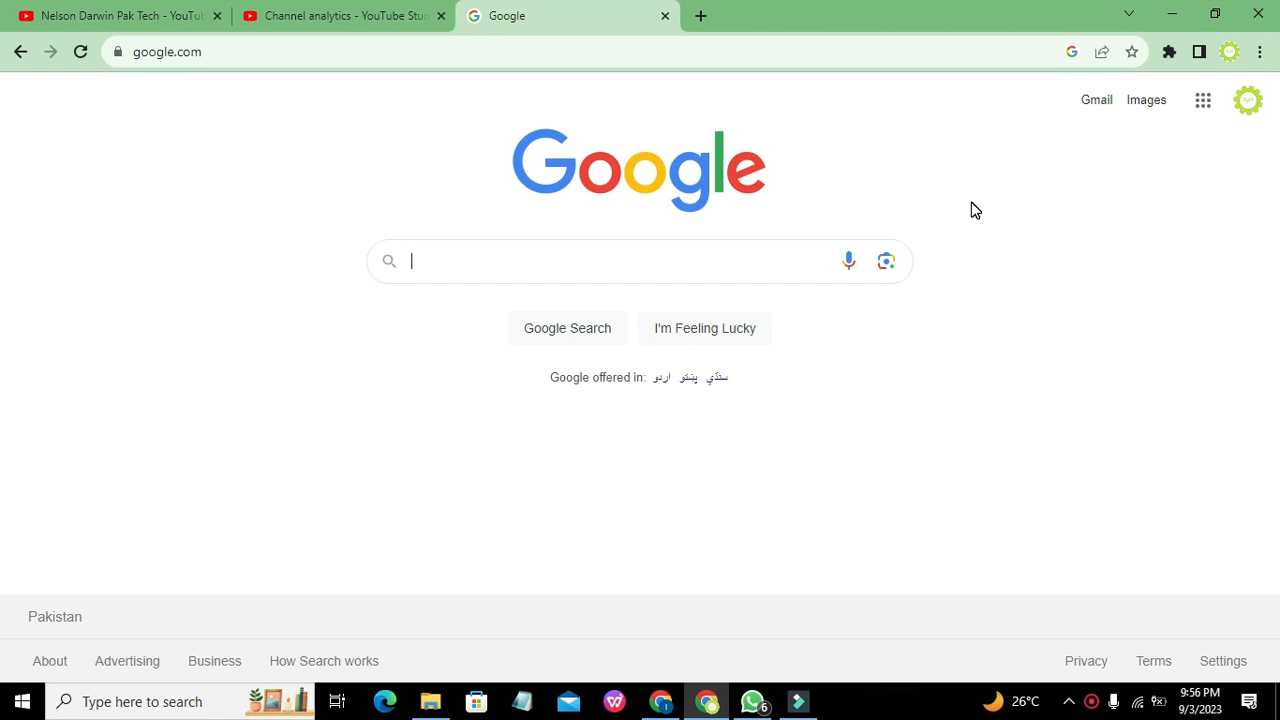 Nelson Darwin Pak Tech - YouTub
Channel analytics - YouTube Stud
Google
google.com
Gmail Images
Google
Google Search I'm Feeling Lucky
Google offered in: اردو پښتو سنڌي
Pakistan
About Advertising Business How Search works Privacy Terms Settings
Type here to search
6
26°C
9:56 PM
9/3/2023